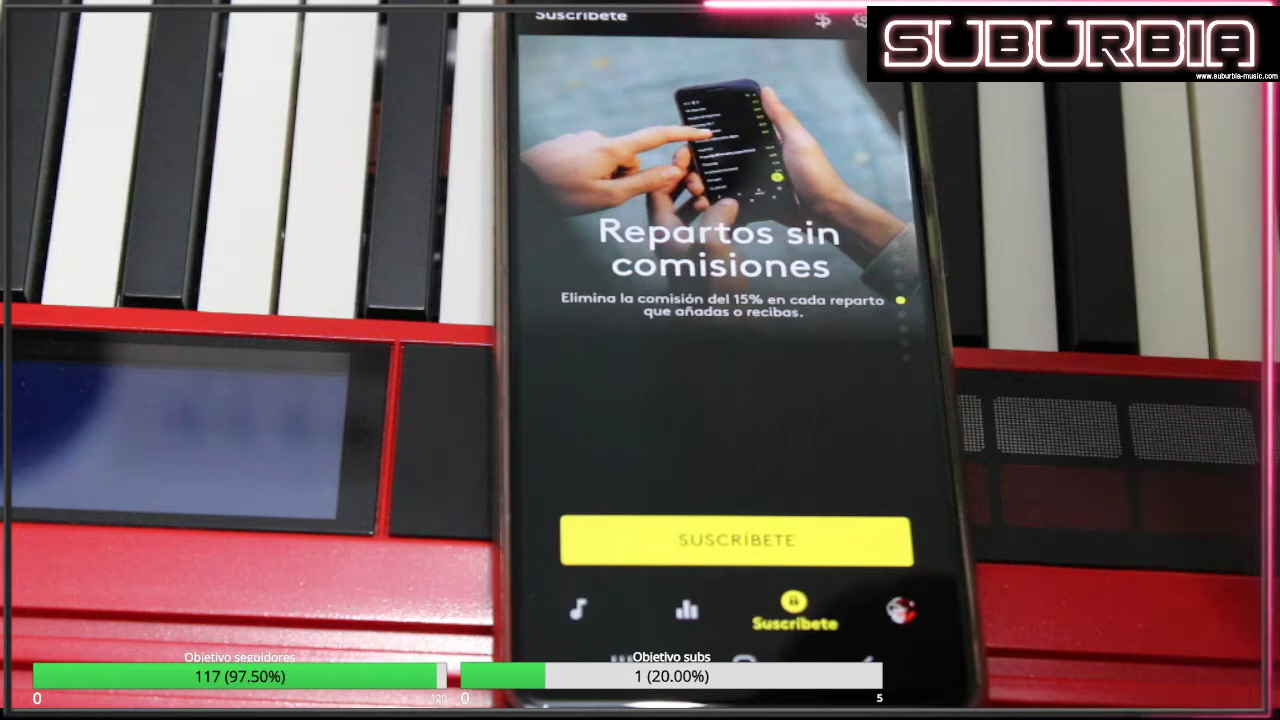 Suscríbete
$
SUBURBIA
www.suburbia-music.com
Repartos sin
comisiones
Elimina la comisión del 15% en cada reparto
que añadas o recibas.
SUSCRÍBETE
Suscríbete
Objetivo seguidores
117 (97.50%)
0
120
Objetivo subs
1 (20.00%)
0
5